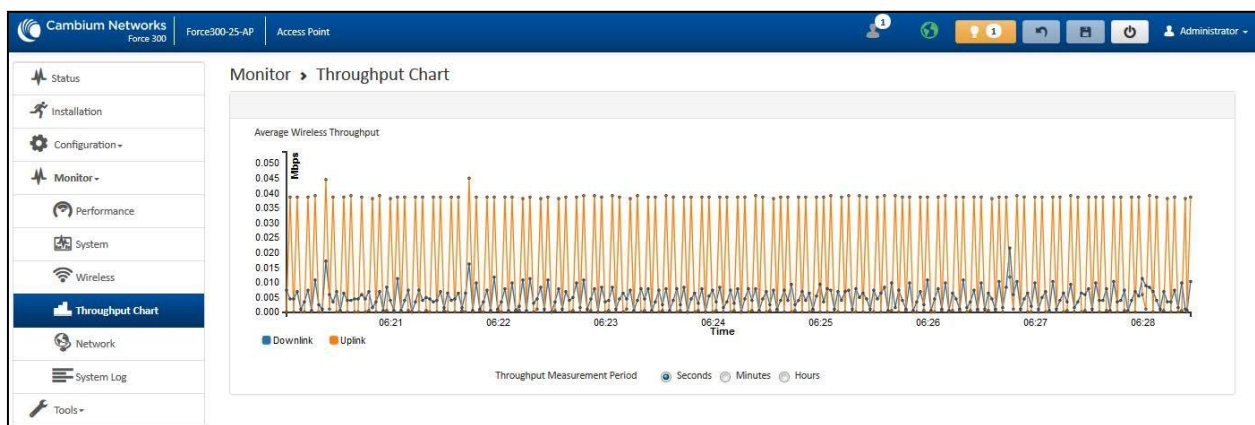 Cambium Networks
Force 300
Force300-25-AP
Access Point
1
1
Administrator
Status
Installation
Configuration
Monitor
Performance
System
Wireless
Throughput Chart
Network
System Log
Tools
Monitor > Throughput Chart
Average Wireless Throughput
Mbps
0.050
0.045
0.040
0.035
0.030
0.025
0.020
0.015
0.010
0.005
0.000
06:21 06:22 06:23 06:24 06:25 06:26 06:27 06:28
Time
Downlink Uplink
Throughput Measurement Period Seconds Minutes Hours